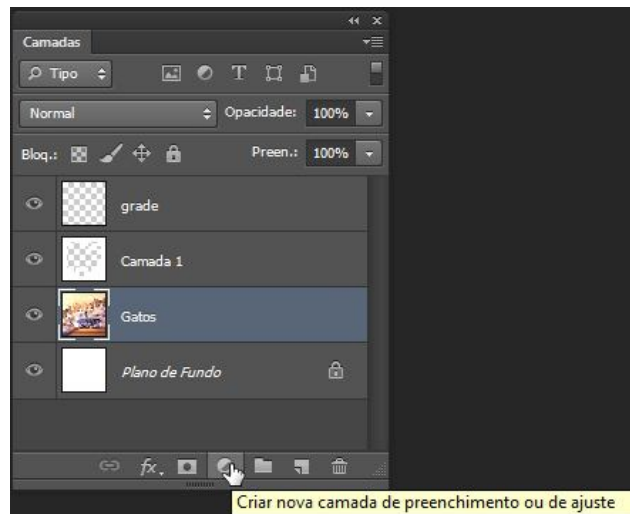 Camadas
Tipo T
Normal Opacidade: 100%
Bloq.: Preen.: 100%
grade
Camada 1
Gatos
Plano de Fundo
fx.
Criar nova camada de preenchimento ou de ajuste